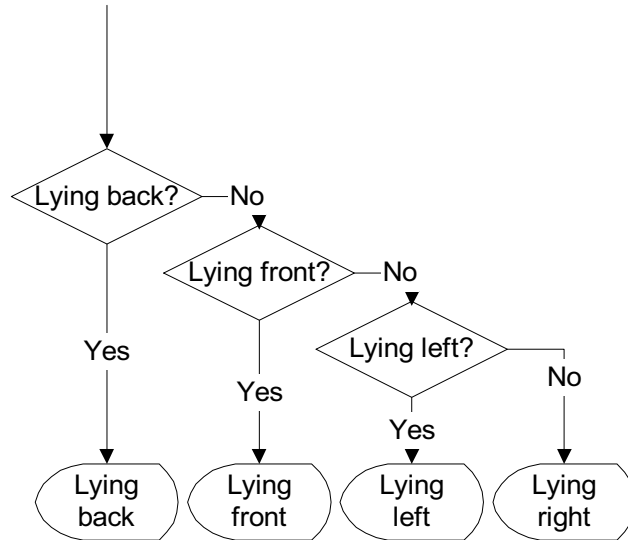 Lying back?
No
Lying front?
No
Lying left?
Yes
Yes
No
Yes
Lying
back
Lying
front
Lying
left
Lying
right